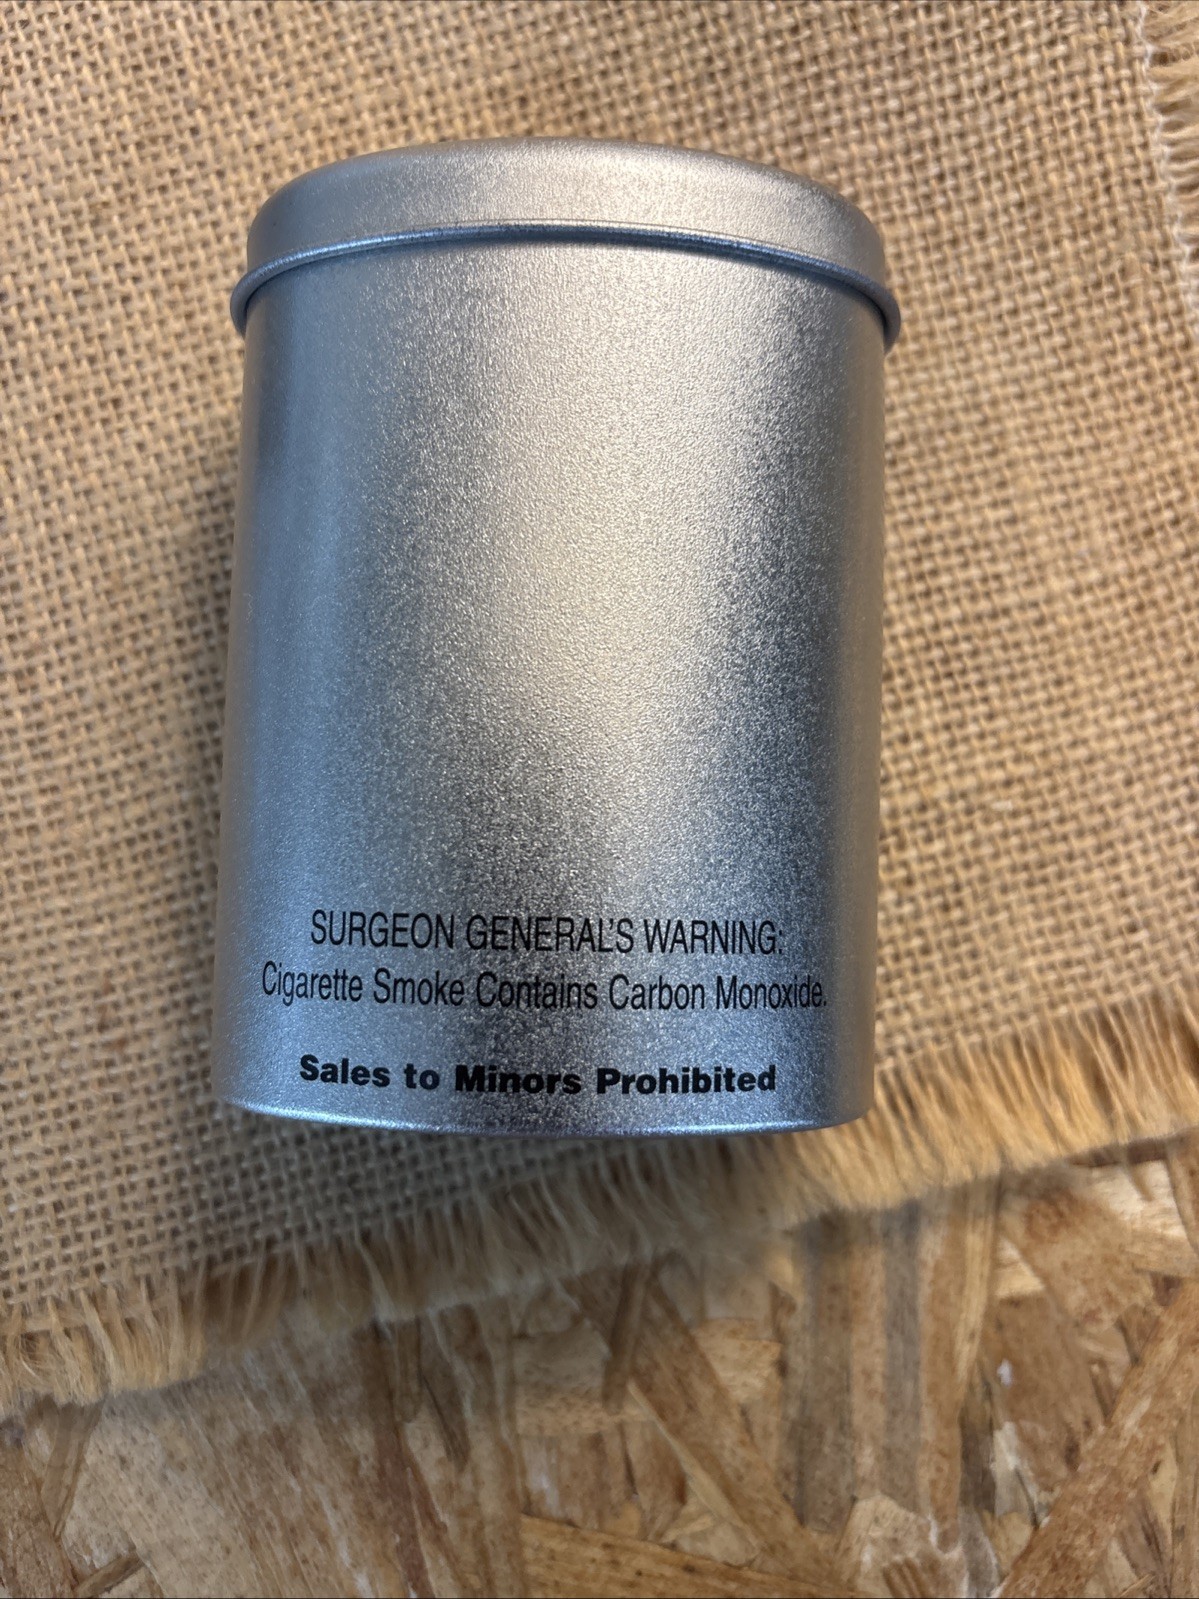 SURGEON GENERAL'S WARNING:
Cigarette Smoke Contains Carbon Monoxide.
Sales to Minors Prohibited